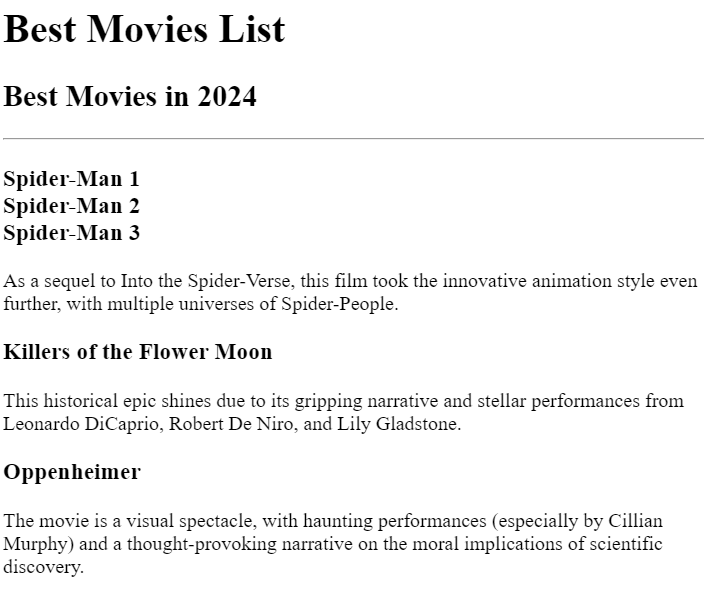 Best Movies List
Best Movies in 2024
Spider-Man 1
Spider-Man 2
Spider-Man 3
As a sequel to Into the Spider-Verse, this film took the innovative animation style even
further, with multiple universes of Spider-People.
Killers of the Flower Moon
This historical epic shines due to its gripping narrative and stellar performances from
Leonardo DiCaprio, Robert De Niro, and Lily Gladstone.
Oppenheimer
The movie is a visual spectacle, with haunting performances (especially by Cillian
Murphy) and a thought-provoking narrative on the moral implications of scientific
discovery.